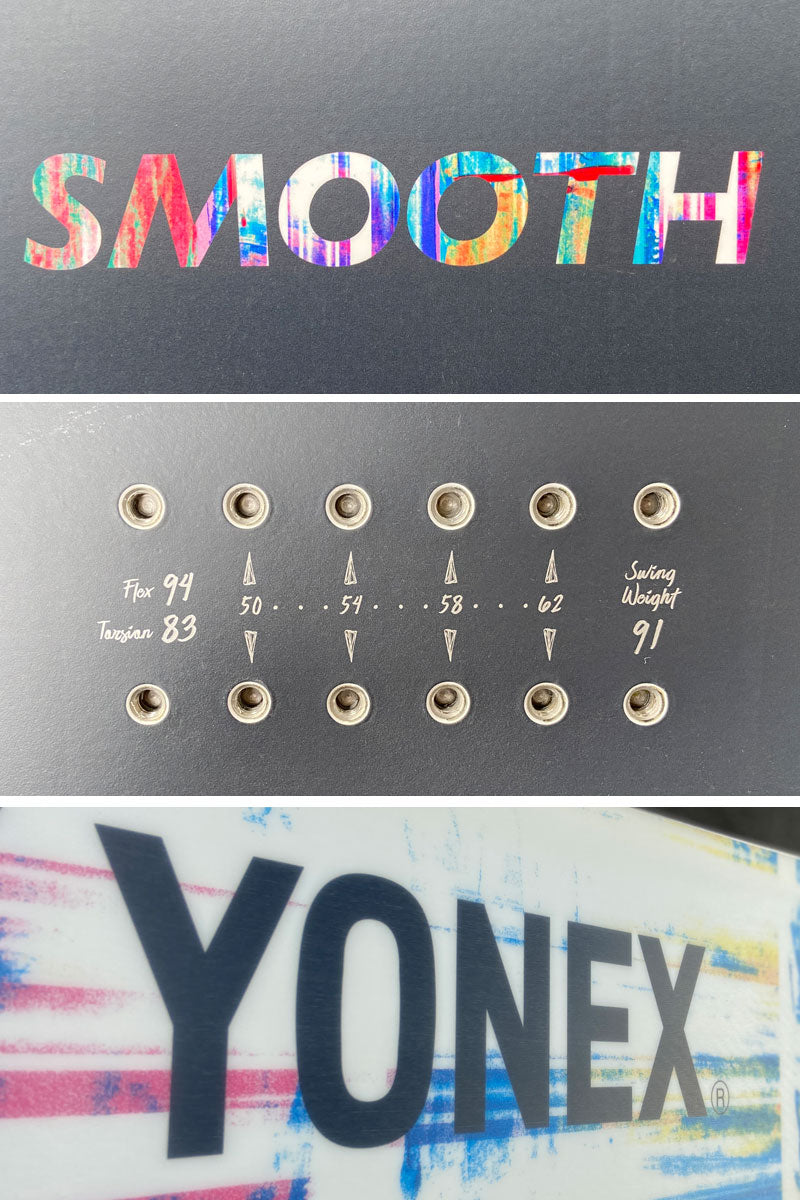 SMOOTH
Flex 94
Torsion 83
50 . . . 54 . . . 58 . . . 62
Swing
Weight
91
YONEX®